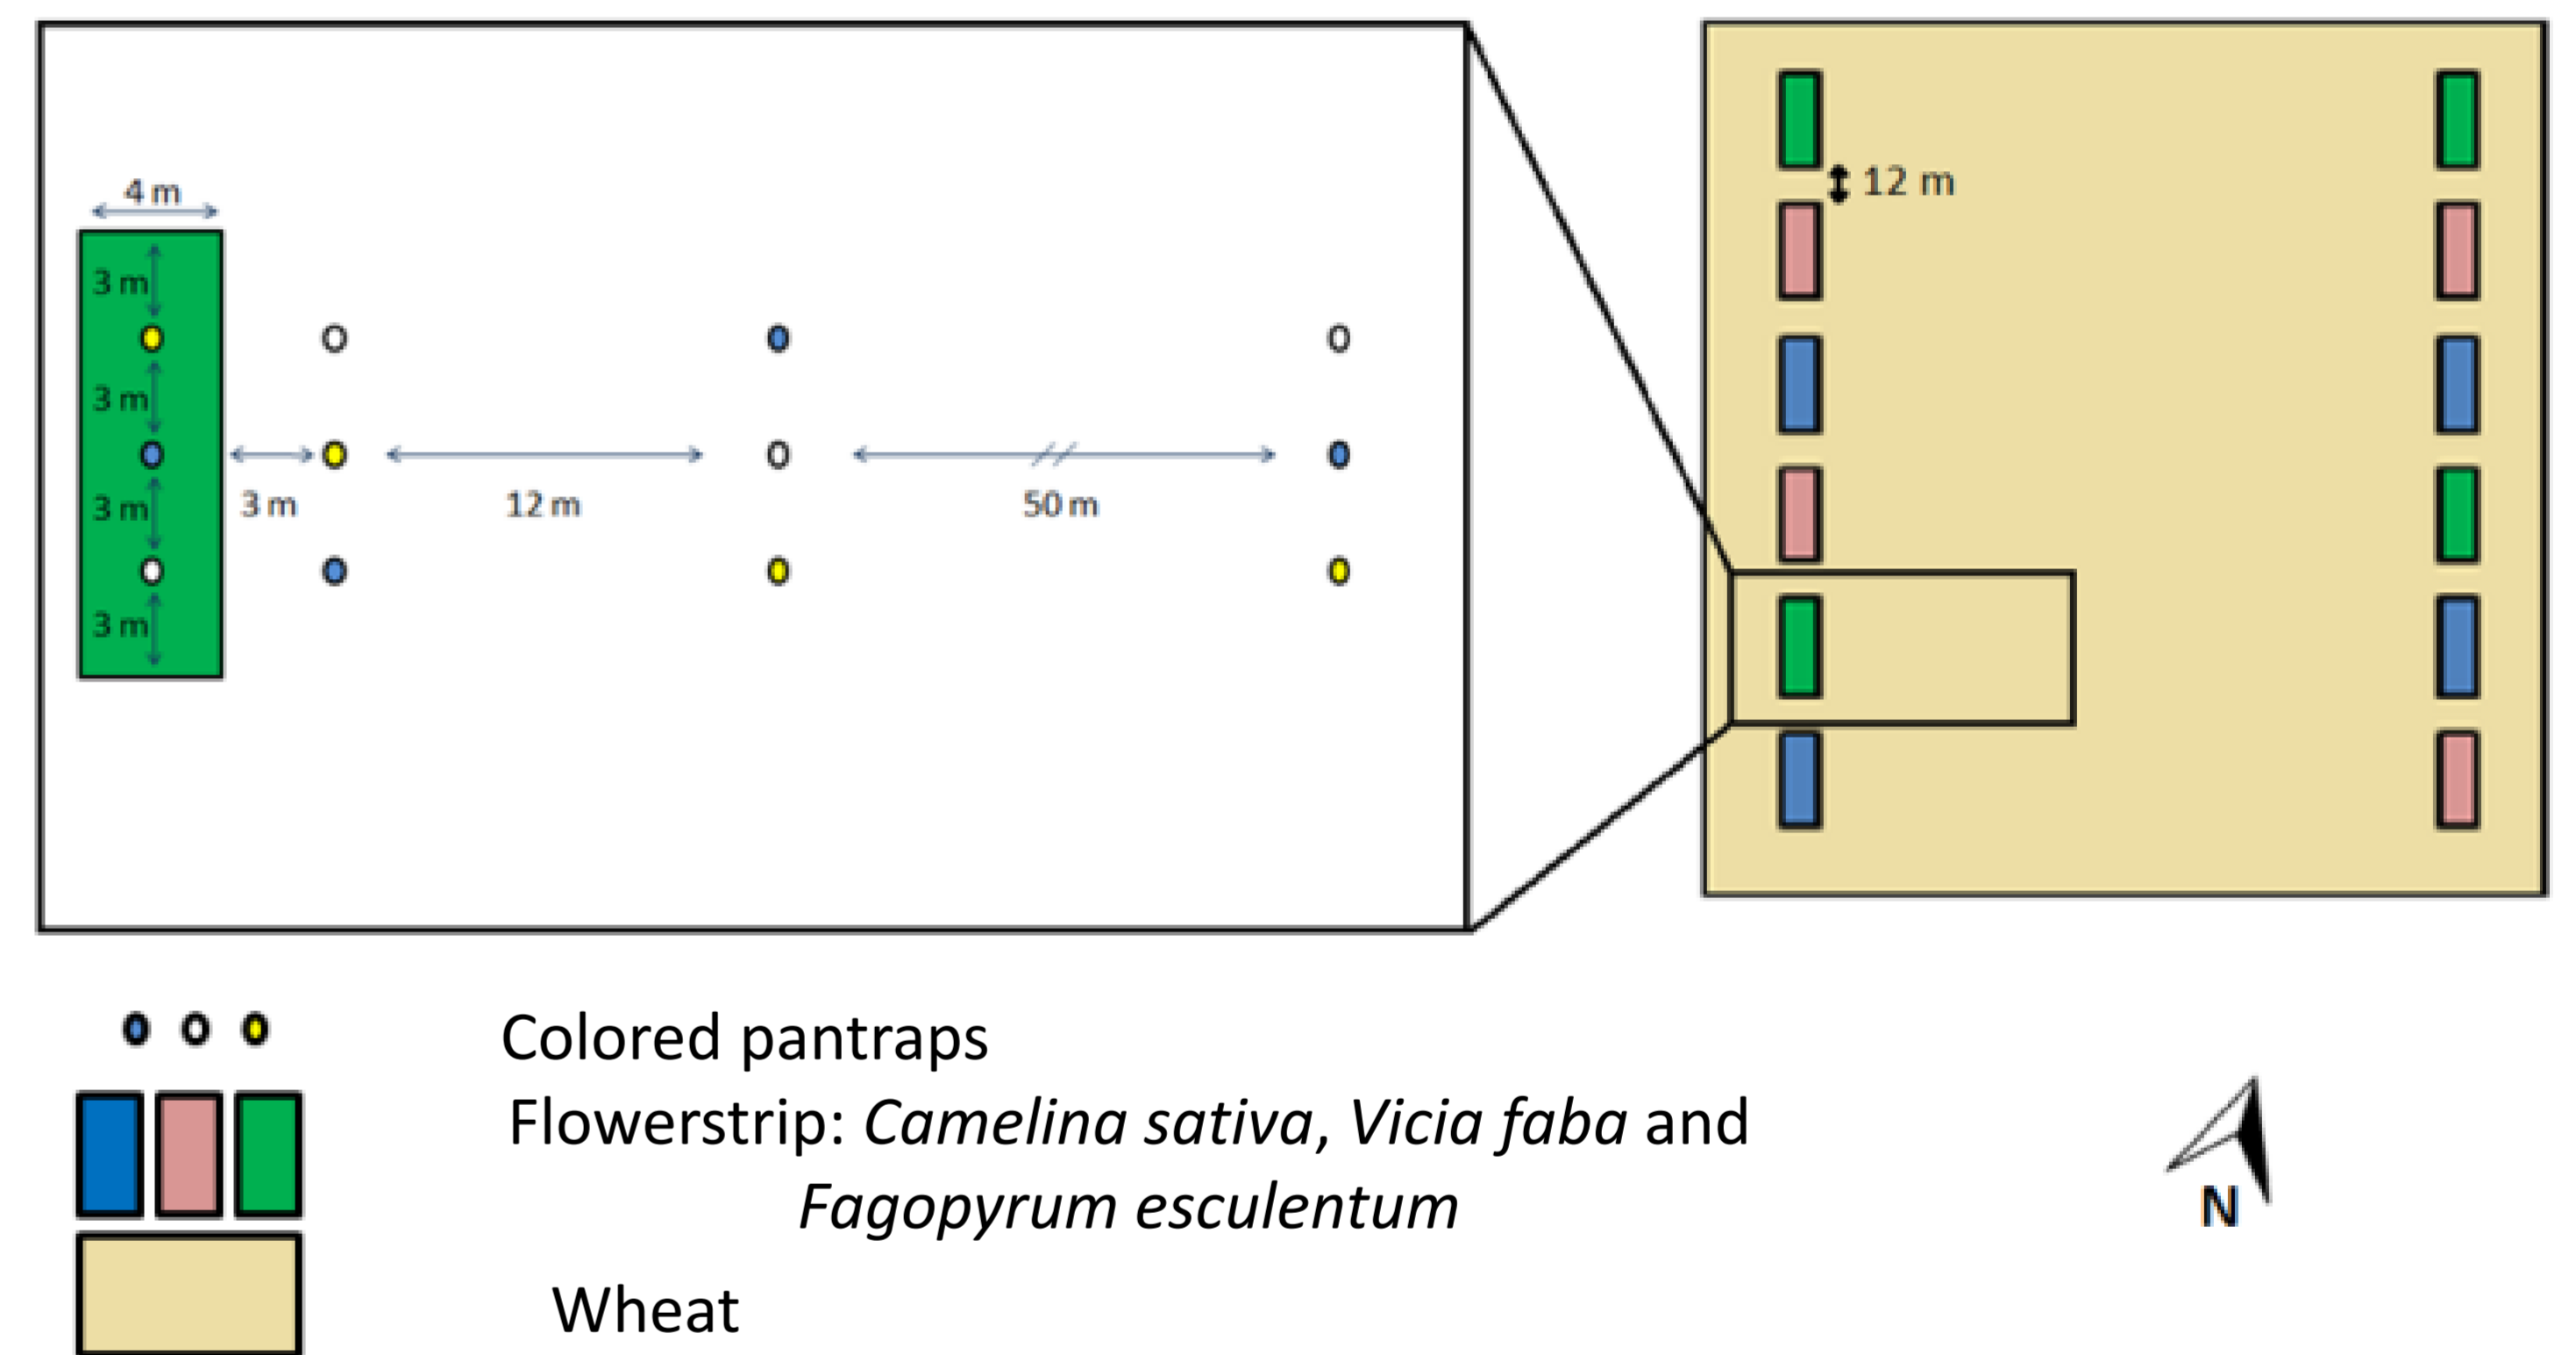 4 m
3 m
3 m
3 m
3 m
3 m
12 m
50 m
12 m
Colored pantraps
Flowerstrip: Camelina sativa, Vicia faba and
Fagopyrum esculentum
Wheat
N